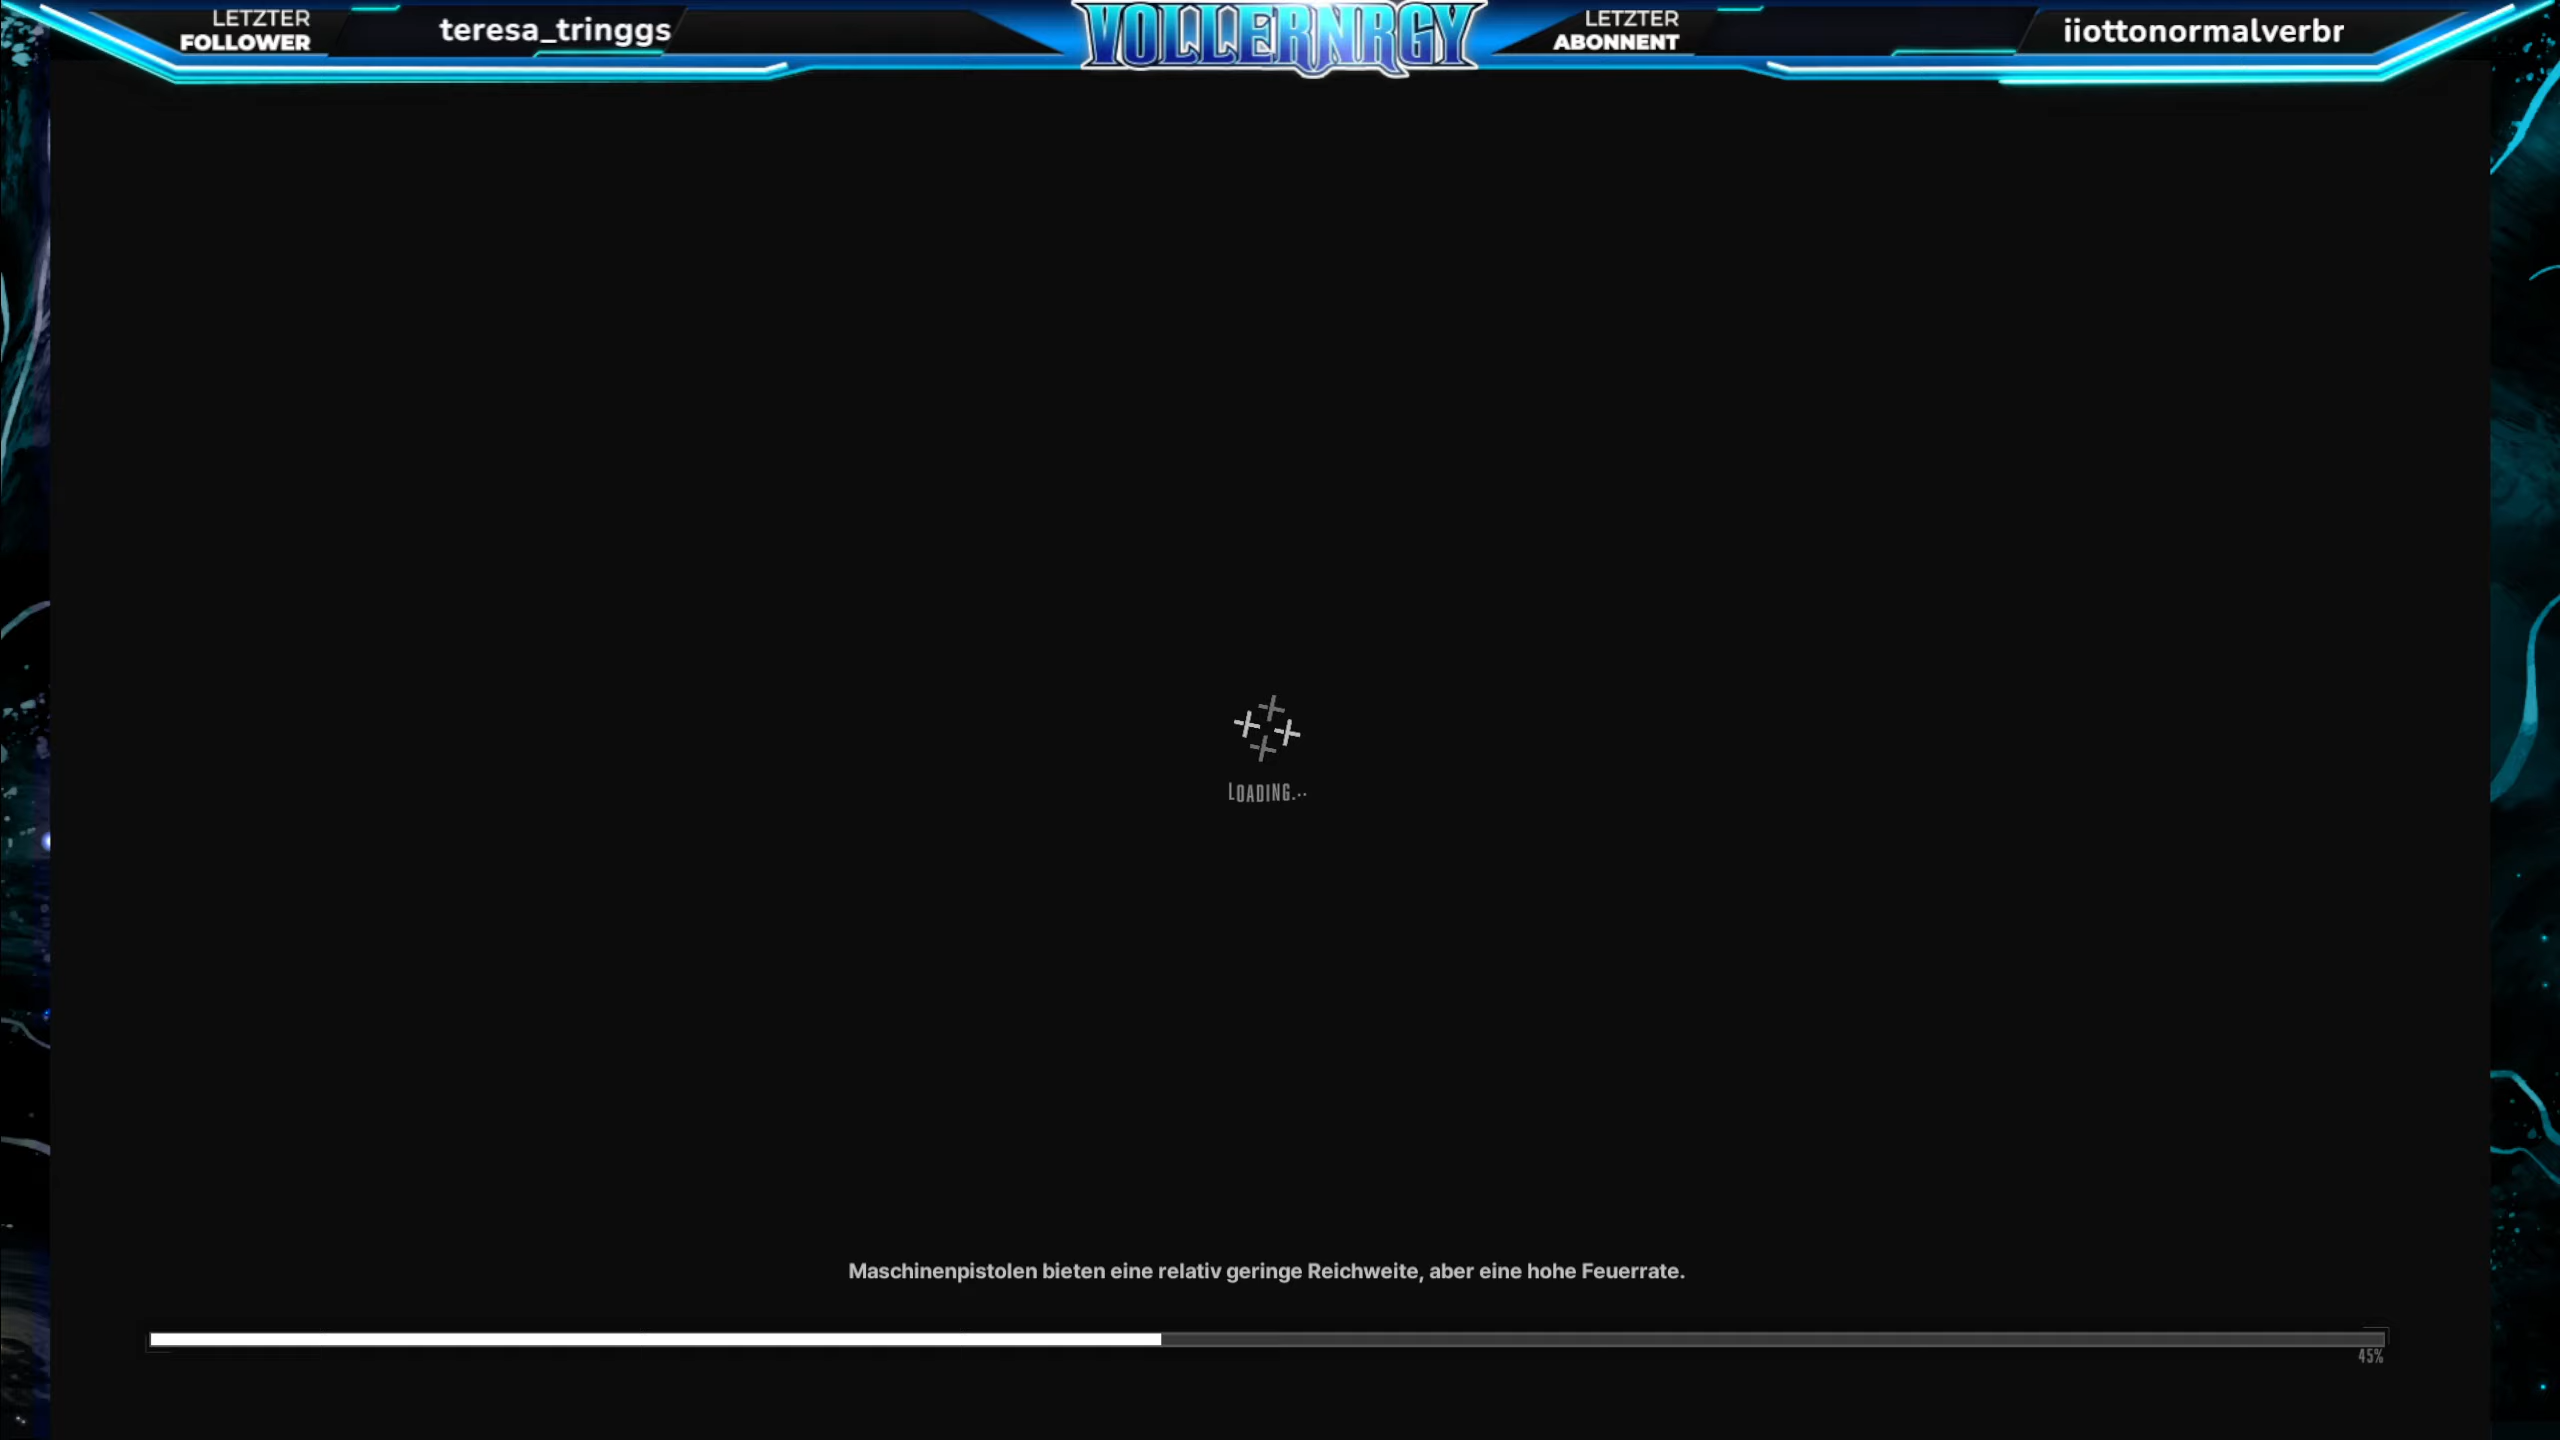 LETZTER
FOLLOWER
teresa_tringgs
VOLLERNRGY
LETZTER
ABONNENT
iiottonormalverbr
LOADING...
Maschinenpistolen bieten eine relativ geringe Reichweite, aber eine hohe Feuerrate.
45%